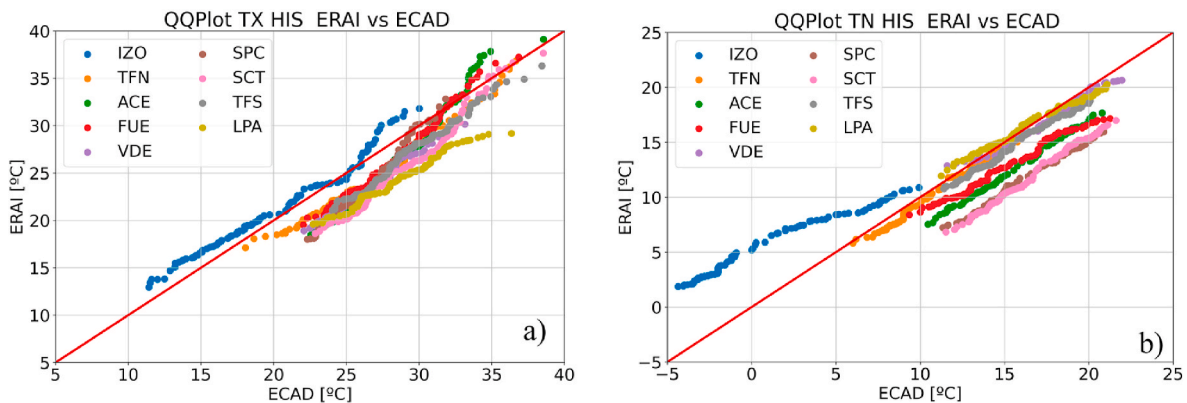 QQPlot TX HIS  ERAI vs ECAD
40
35
30
25
20
15
10
5
ERAI [ºC]
IZO
TFN
ACE
FUE
VDE
SPC
SCT
TFS
LPA
a)
5
10
15
20
25
30
35
40
ECAD [ºC]
QQPlot TN HIS  ERAI vs ECAD
25
20
15
10
5
0
−5
ERAI [ºC]
IZO
TFN
ACE
FUE
VDE
SPC
SCT
TFS
LPA
b)
−5
0
5
10
15
20
25
ECAD [ºC]